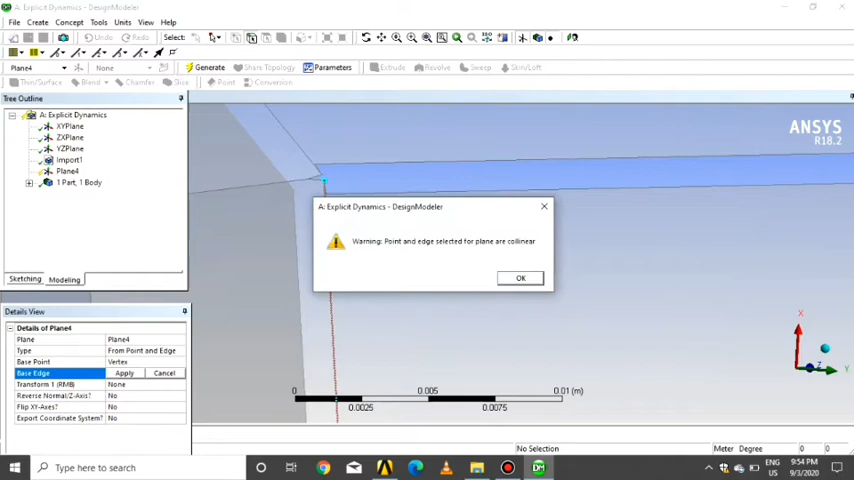 A: Explicit Dynamics - DesignModeler
File Create Concept Tools Units View Help
Undo Redo Select:
Plane4 None Generate Share Topology Parameters Extrude Revolve Sweep Skin/Loft
Thin/Surface Blend Chamfer Slice Point Conversion
Tree Outline
A: Explicit Dynamics
XYPlane
ZXPlane
YZPlane
Import1
Plane4
1 Part, 1 Body
Sketching Modeling
Details View
Details of Plane4
Plane Plane4
Type From Point and Edge
Base Point Vertex
Base Edge Apply Cancel
Transform 1 (RMB) None
Reverse Normal/Z-Axis? No
Flip XY-Axes? No
Export Coordinate System? No
ANSYS
R18.2
A: Explicit Dynamics - DesignModeler
Warning: Point and edge selected for plane are collinear
OK
0 0.005 0.01 (m)
0.0025 0.0075
X
Z Y
No Selection Meter Degree 0 0
Type here to search
DM
ENG
US
9:54 PM
9/3/2020